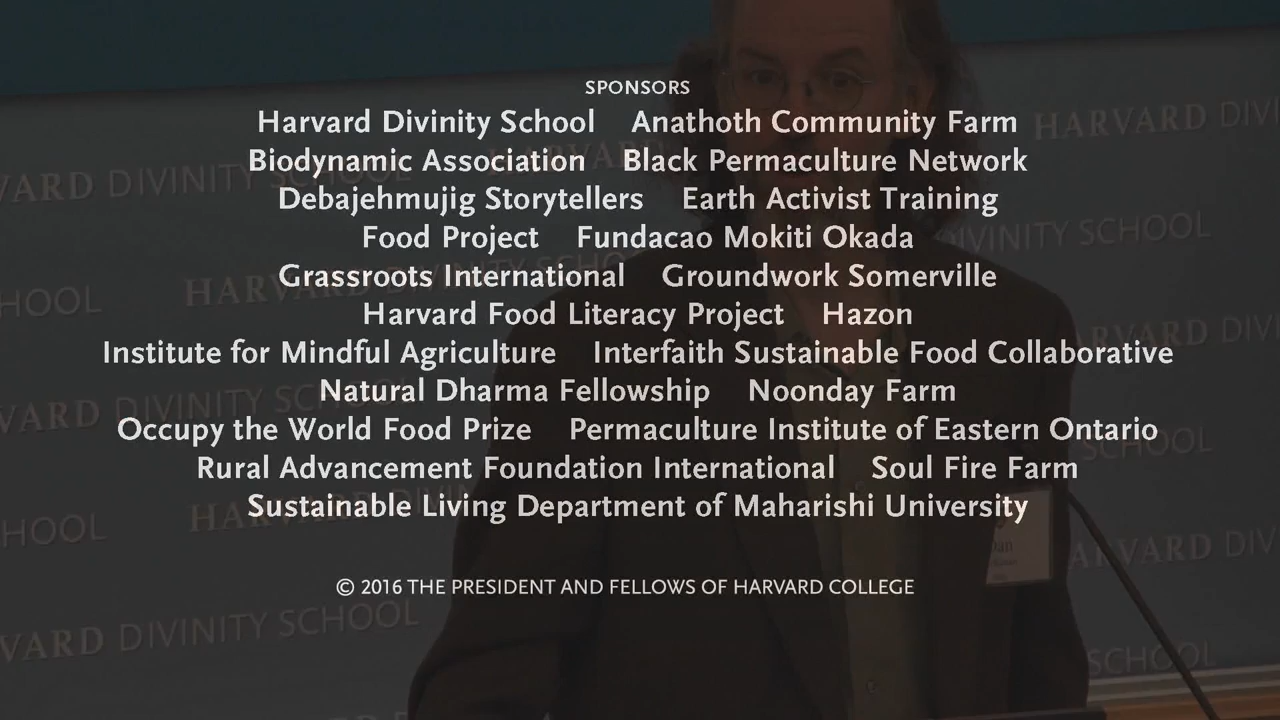 SPONSORS
Harvard Divinity School Anathoth Community Farm
Biodynamic Association Black Permaculture Network
Debajehmujig Storytellers Earth Activist Training
Food Project Fundacao Mokiti Okada
Grassroots International Groundwork Somerville
Harvard Food Literacy Project Hazon
Institute for Mindful Agriculture Interfaith Sustainable Food Collaborative
Natural Dharma Fellowship Noonday Farm
Occupy the World Food Prize Permaculture Institute of Eastern Ontario
Rural Advancement Foundation International Soul Fire Farm
Sustainable Living Department of Maharishi University
© 2016 THE PRESIDENT AND FELLOWS OF HARVARD COLLEGE
HARVARD DIVINITY SCHOOL